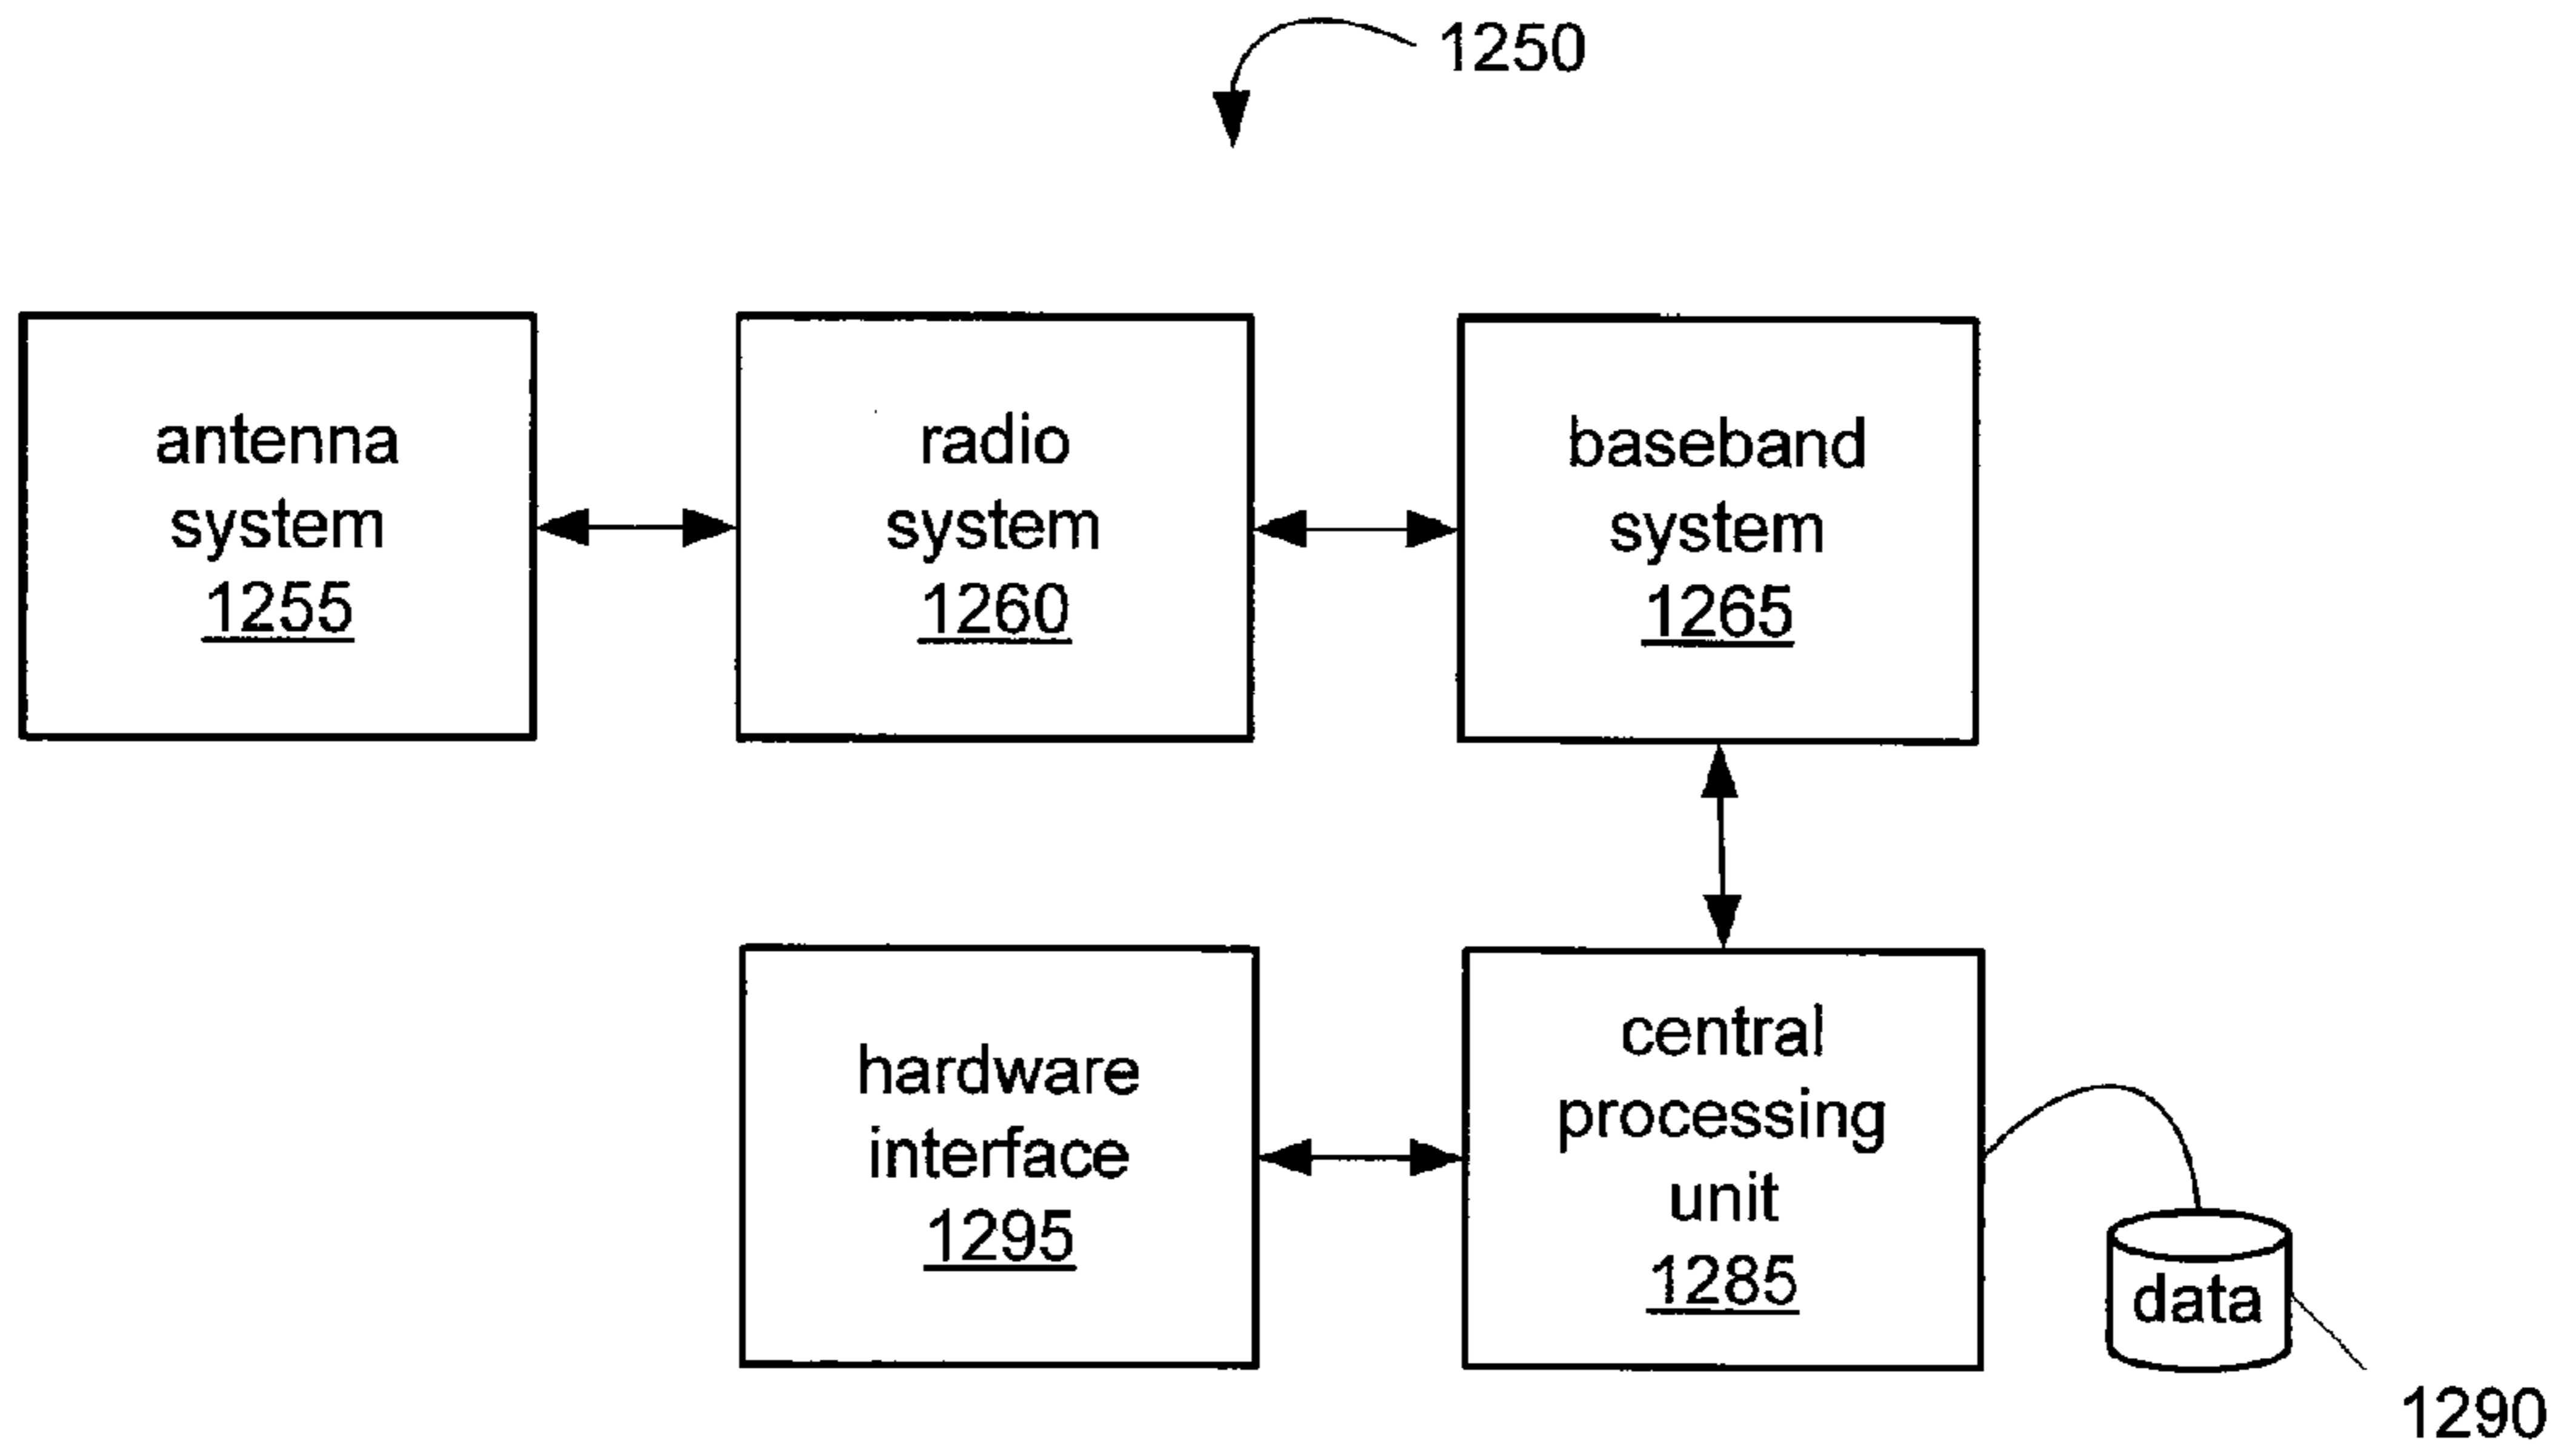 1250
antenna
system
1255
radio
system
1260
baseband
system
1265
hardware
interface
1295
central
processing
unit
1285
data
1290